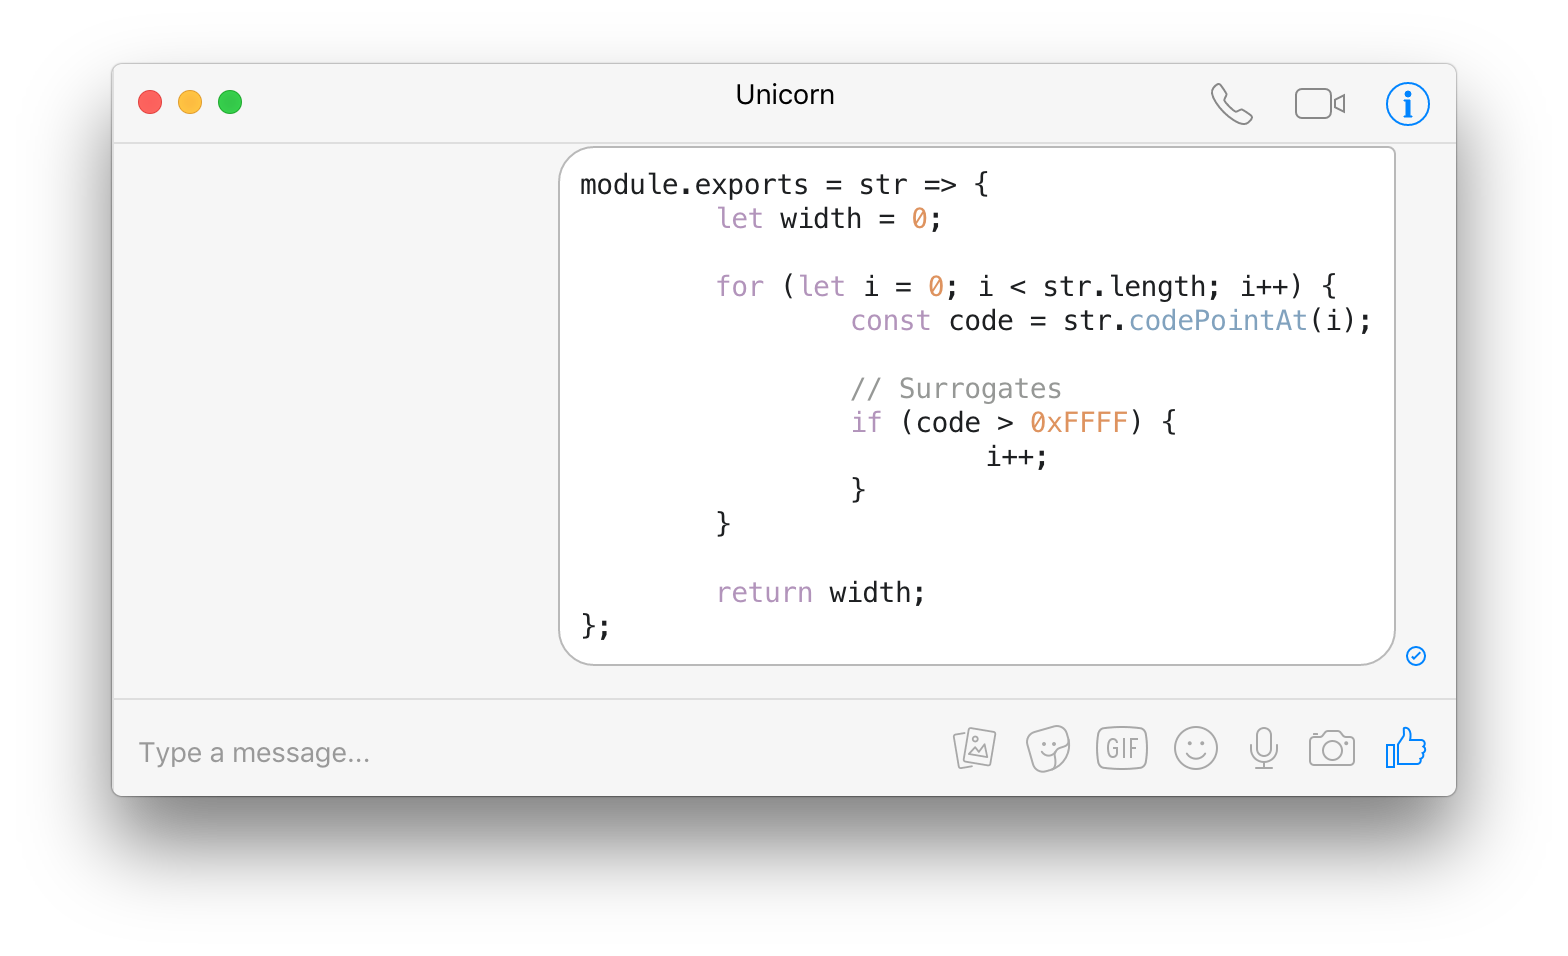 Unicorn
module.exports = str => {
let width = 0;
for (let i = 0; i < str.length; i++) {
const code = str.codePointAt(i);
// Surrogates
if (code > 0xFFFF) {
i++;
}
}
return width;
};
Type a message...
GIF